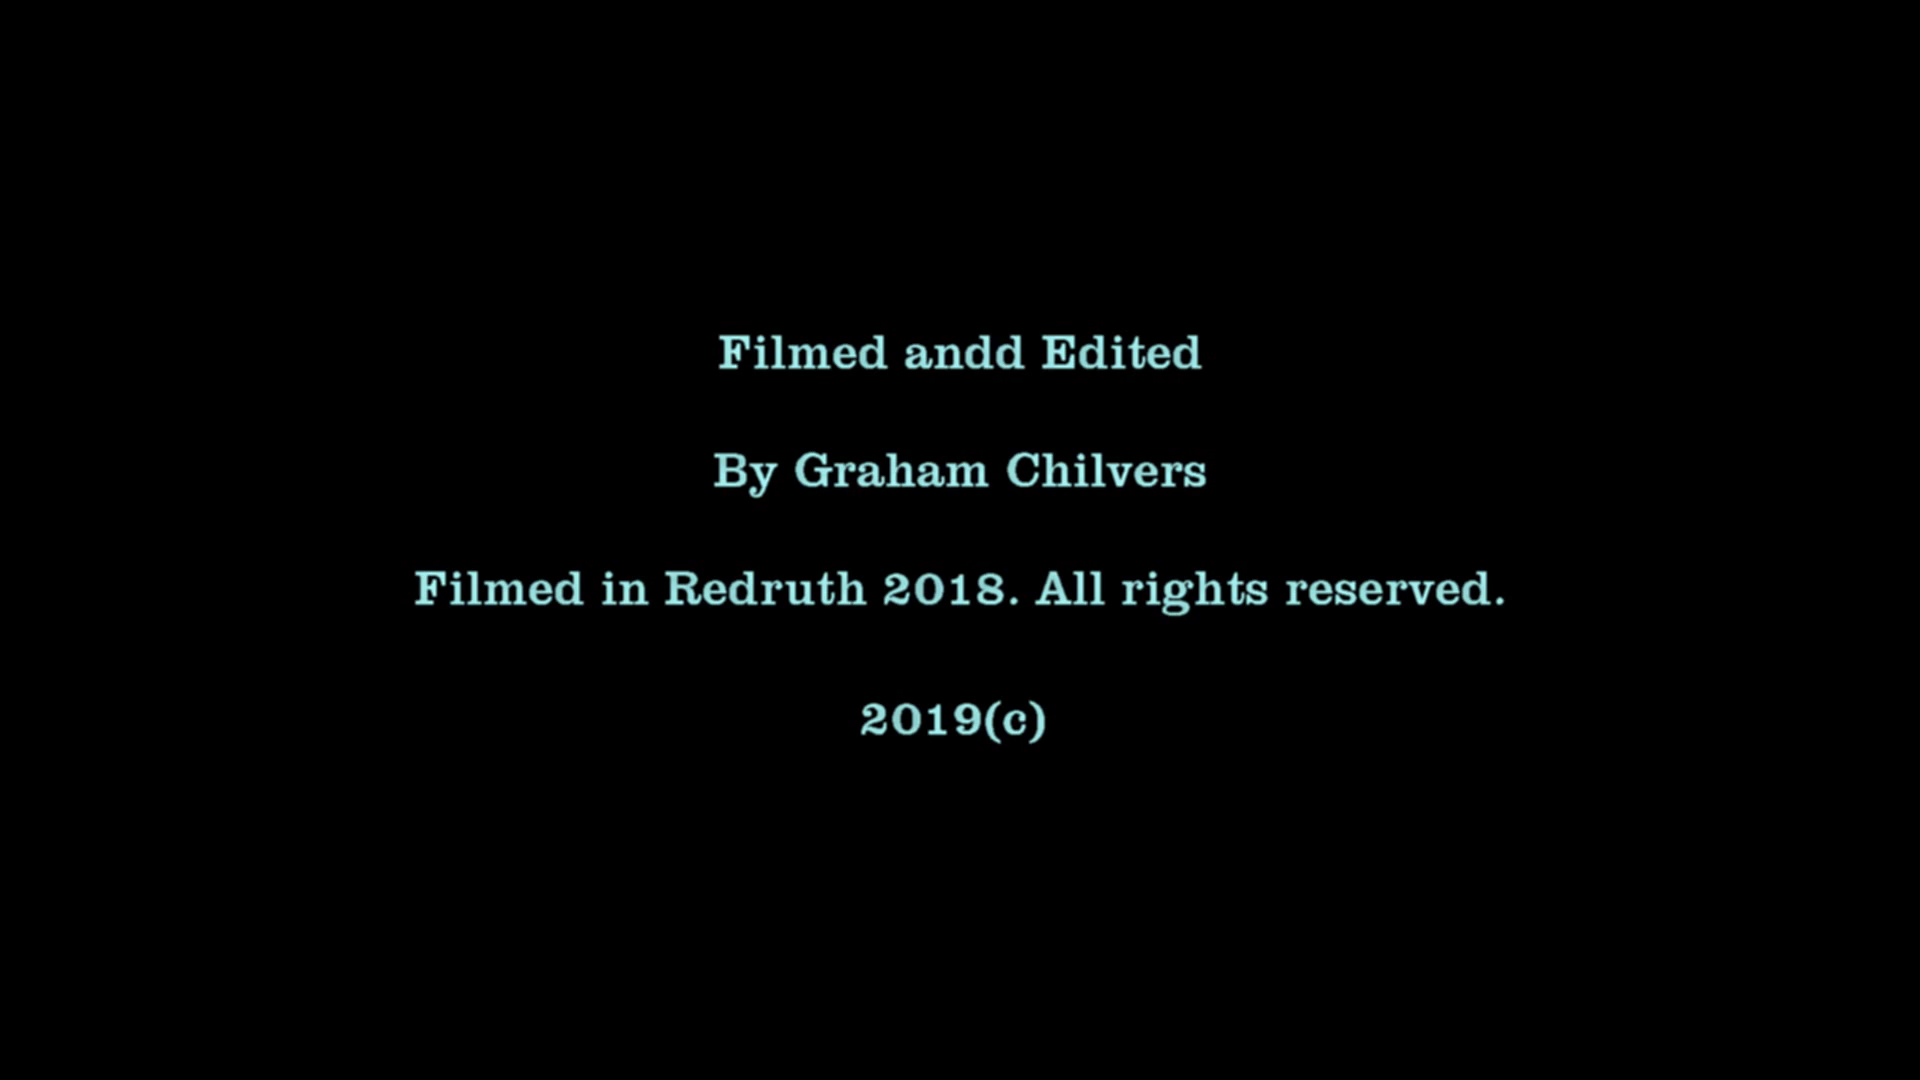 Filmed andd Edited
By Graham Chilvers
Filmed in Redruth 2018. All rights reserved.
2019(c)